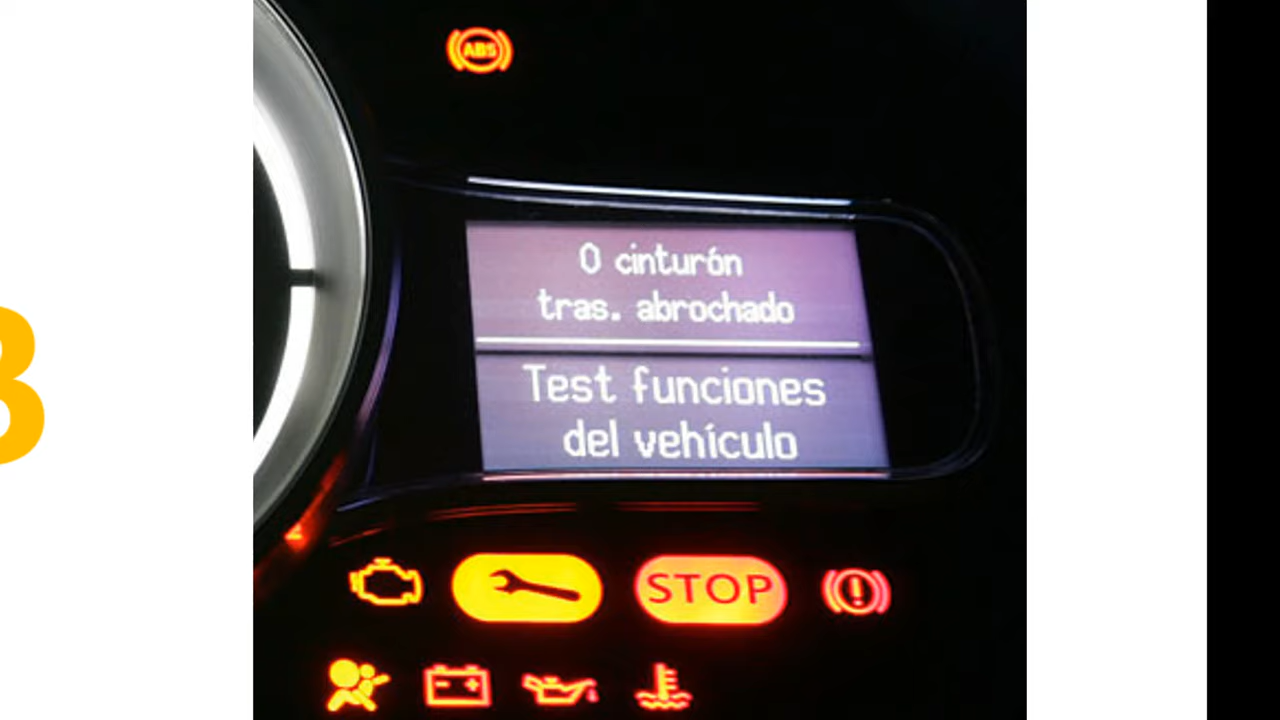 ABS
0 cinturón
tras. abrochado
Test funciones
del vehículo
STOP